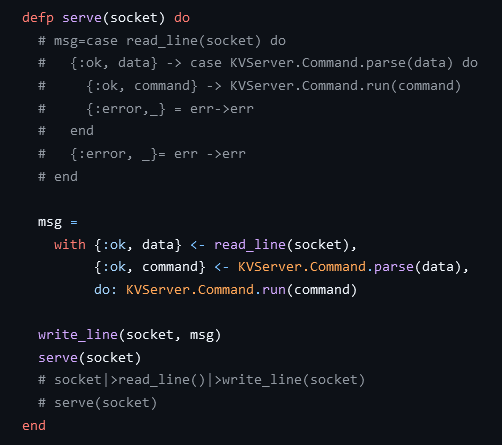 defp serve(socket) do
  # msg=case read_line(socket) do
  #   {:ok, data} -> case KVServer.Command.parse(data) do
  #     {:ok, command} -> KVServer.Command.run(command)
  #     {:error,_} = err->err
  #   end
  #   {:error, _}= err ->err
  # end
  msg =
    with {:ok, data} <- read_line(socket),
         {:ok, command} <- KVServer.Command.parse(data),
         do: KVServer.Command.run(command)
  write_line(socket, msg)
  serve(socket)
  # socket|>read_line()|>write_line(socket)
  # serve(socket)
end